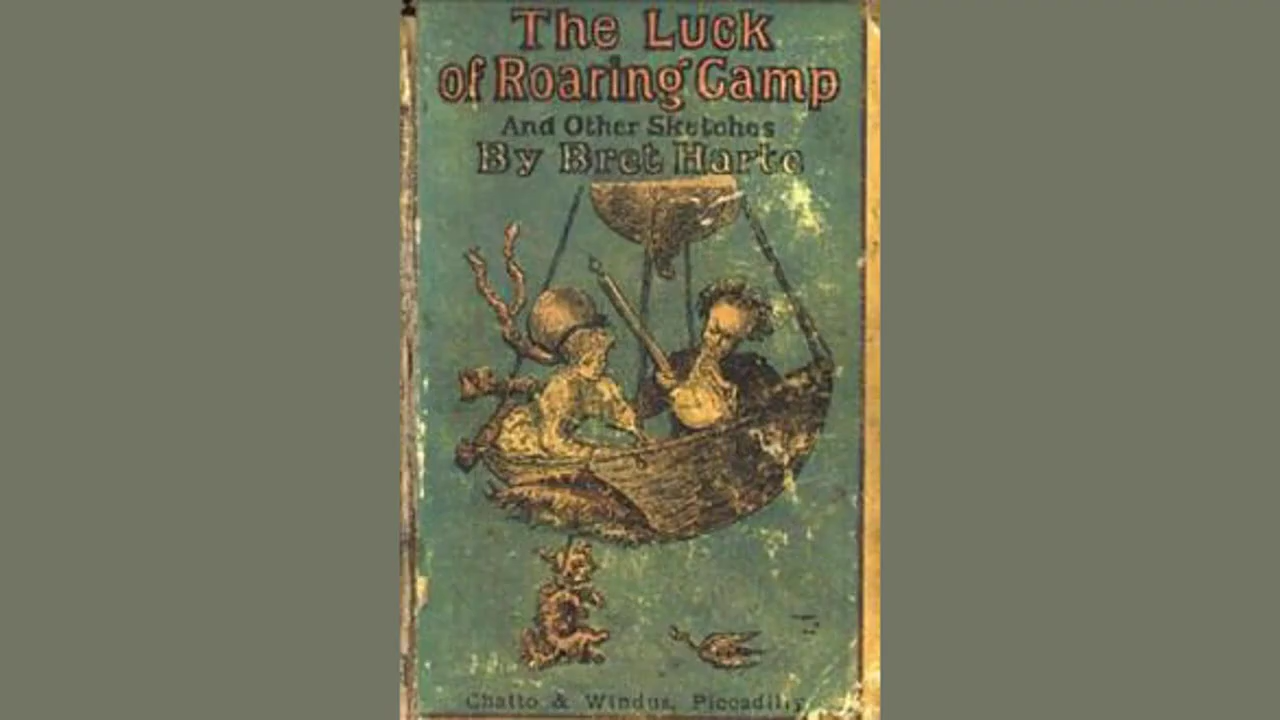 The Luck
of Roaring Camp
And Other Sketches
By Bret Harte
Chatto & Windus, Piccadilly